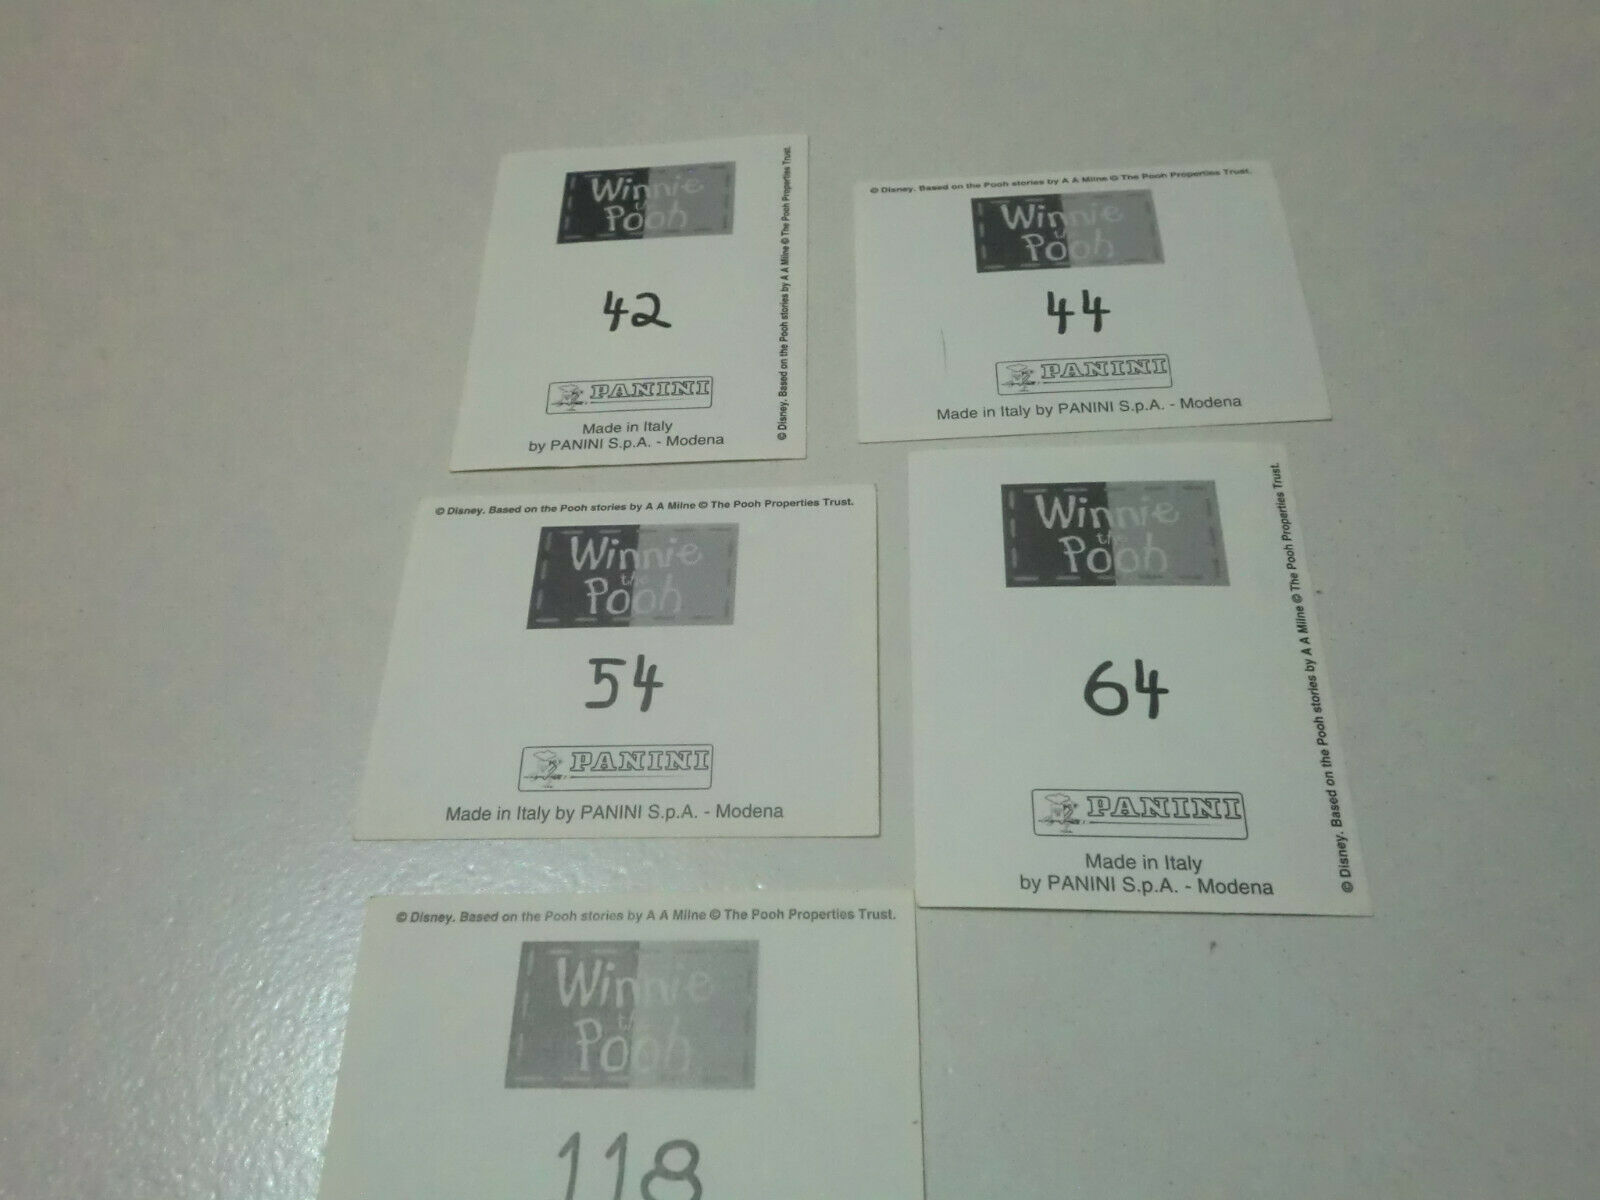 Winnie
the
Pooh
42
PANINI
Made in Italy
by PANINI S.p.A. - Modena
© Disney. Based on the Pooh stories by A A Milne © The Pooh Properties Trust.
© Disney. Based on the Pooh stories by A A Milne © The Pooh Properties Trust.
Winnie
the
Pooh
44
PANINI
Made in Italy by PANINI S.p.A. - Modena
© Disney. Based on the Pooh stories by A A Milne © The Pooh Properties Trust.
Winnie
the
Pooh
54
PANINI
Made in Italy by PANINI S.p.A. - Modena
Winnie
the
Pooh
64
PANINI
Made in Italy
by PANINI S.p.A. - Modena
© Disney. Based on the Pooh stories by A A Milne © The Pooh Properties Trust.
© Disney. Based on the Pooh stories by A A Milne © The Pooh Properties Trust.
Winnie
the
Pooh
118